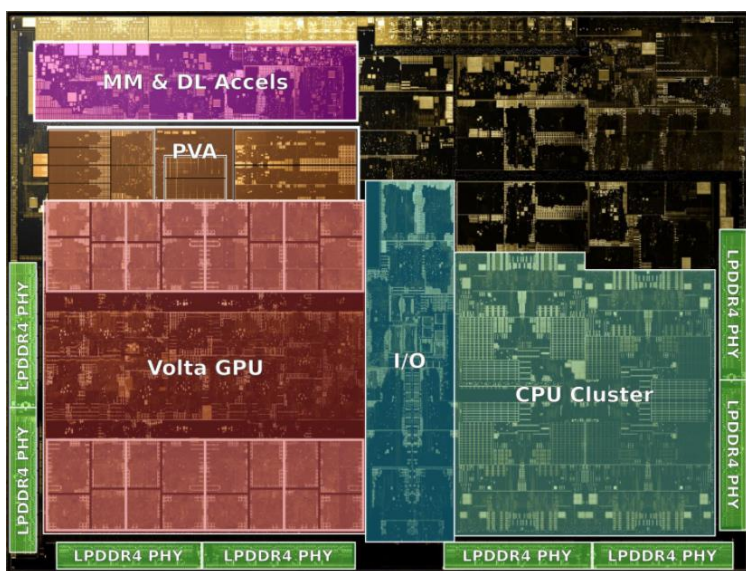 MM & DL Accels
PVA
Volta GPU
I/O
CPU Cluster
LPDDR4 PHY
LPDDR4 PHY
LPDDR4 PHY
LPDDR4 PHY
LPDDR4 PHY
LPDDR4 PHY
LPDDR4 PHY
LPDDR4 PHY